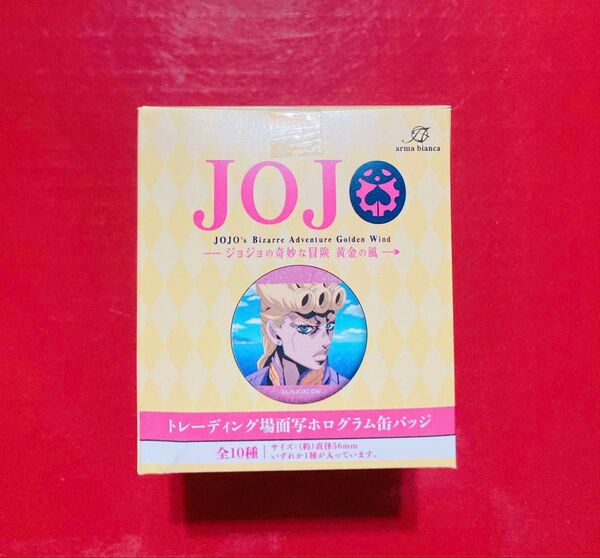 arma bianca
JOJO
JOJO's Bizarre Adventure Golden Wind
ジョジョの奇妙な冒険 黄金の風
トレーディング場面写ホログラム缶バッジ
全10種
サイズ:(約)直径56mm
いずれか1種が入っています。